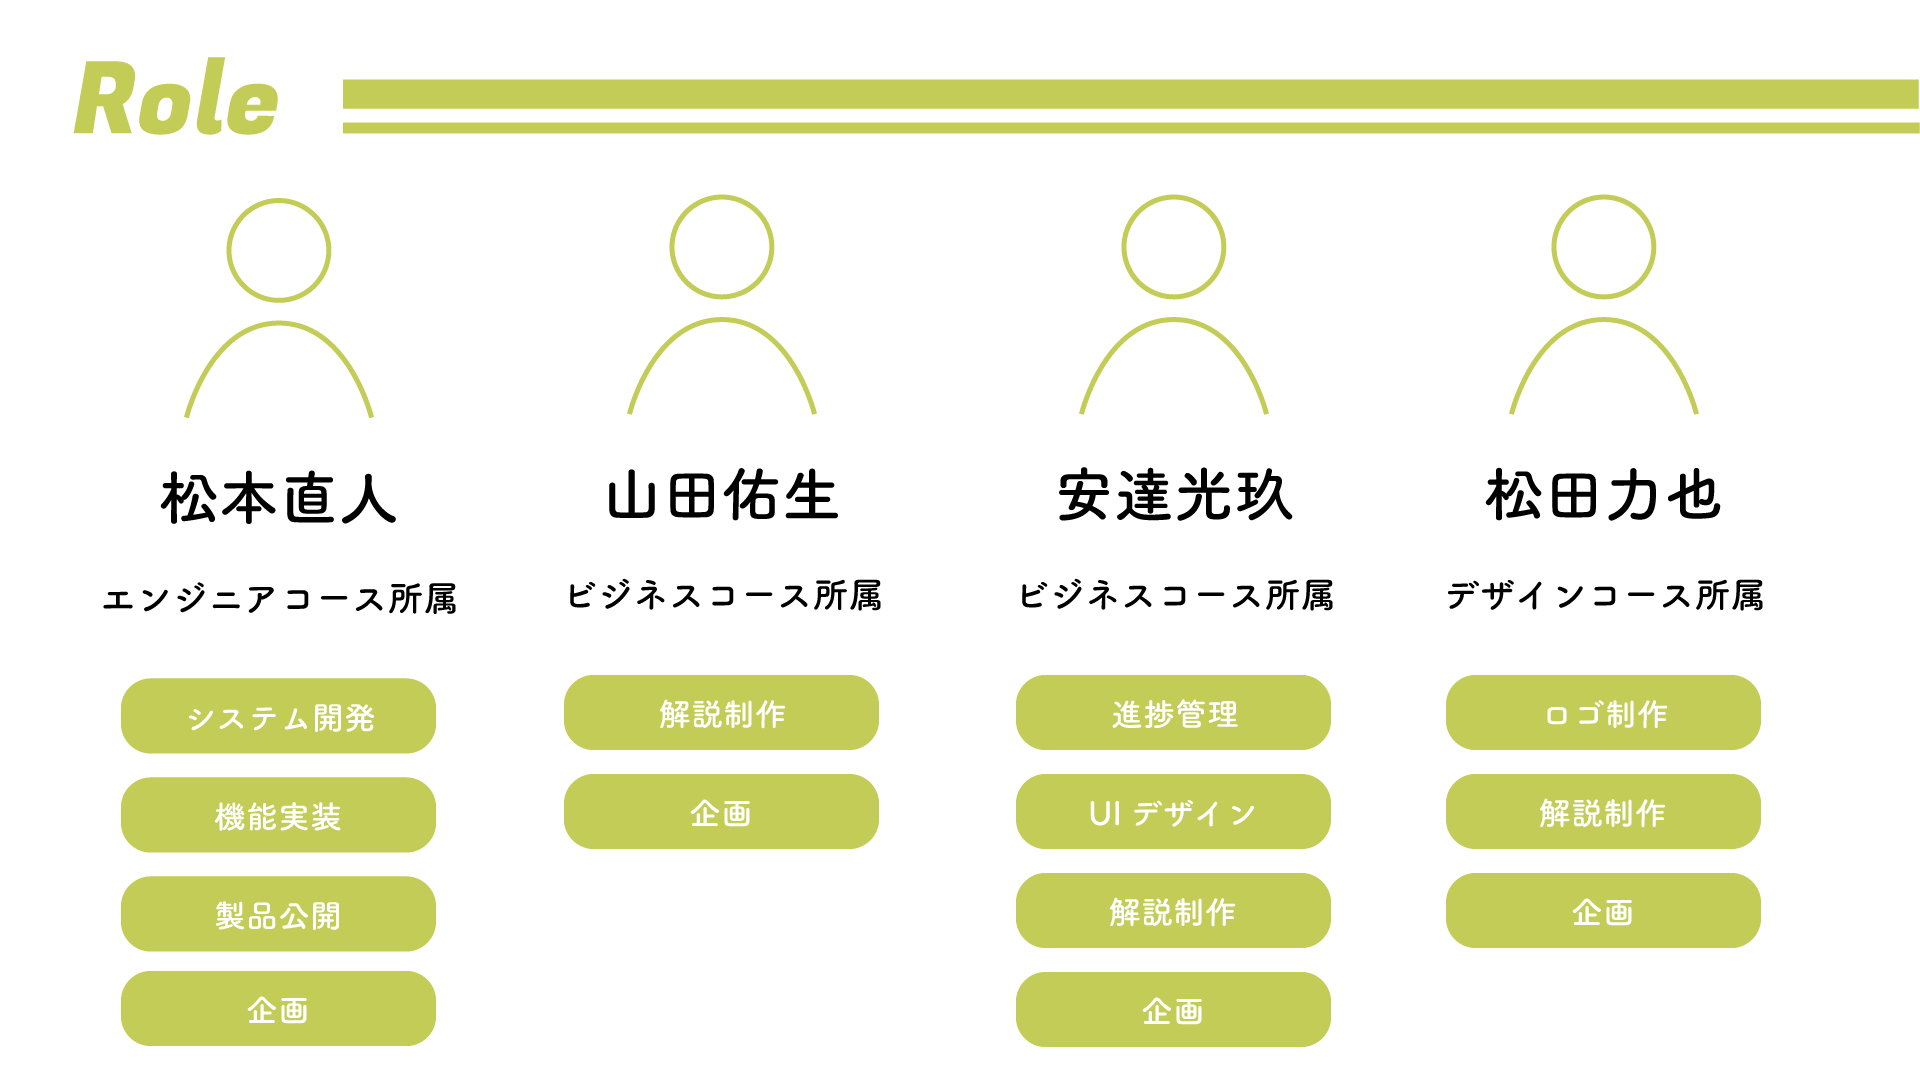 Role
松本直人
エンジニアコース所属
システム開発
機能実装
製品公開
企画
山田佑生
ビジネスコース所属
解説制作
企画
安達光玖
ビジネスコース所属
進捗管理
UIデザイン
解説制作
企画
松田力也
デザインコース所属
ロゴ制作
解説制作
企画